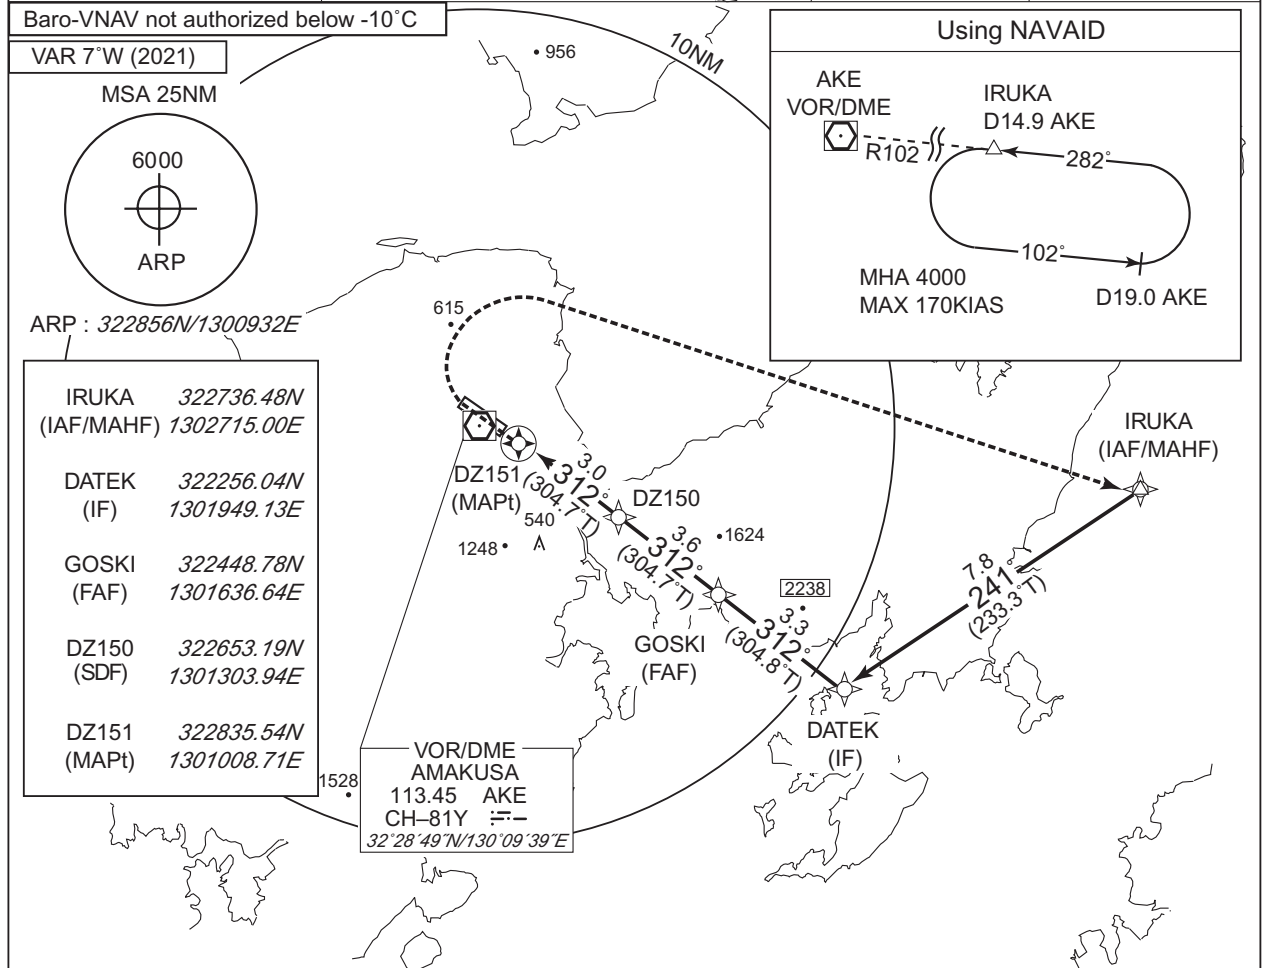 Baro-VNAV not authorized below -10˚C
VAR 7˚W (2021)
MSA 25NM
6000
ARP
ARP : 322856N/1300932E
IRUKA 322736.48N
(IAF/MAHF) 1302715.00E
DATEK 322256.04N
(IF) 1301949.13E
GOSKI 322448.78N
(FAF) 1301636.64E
DZ150 322653.19N
(SDF) 1301303.94E
DZ151 322835.54N
(MAPt) 1301008.71E
956
10NM
615
Using NAVAID
AKE
VOR/DME
IRUKA
D14.9 AKE
R102
282˚
102˚
MHA 4000
MAX 170KIAS
D19.0 AKE
IRUKA
(IAF/MAHF)
DZ151
(MAPt)
3.0
312˚
(304.7˚T)
DZ150
540
1248
1624
3.6
312˚
(304.7˚T)
2238
GOSKI
(FAF)
3.3
312˚
(304.8˚T)
7.8
241˚
(233.3˚T)
DATEK
(IF)
1528
VOR/DME
AMAKUSA
113.45 AKE
CH–81Y
32˚28´49˝N/130˚09´39˝E